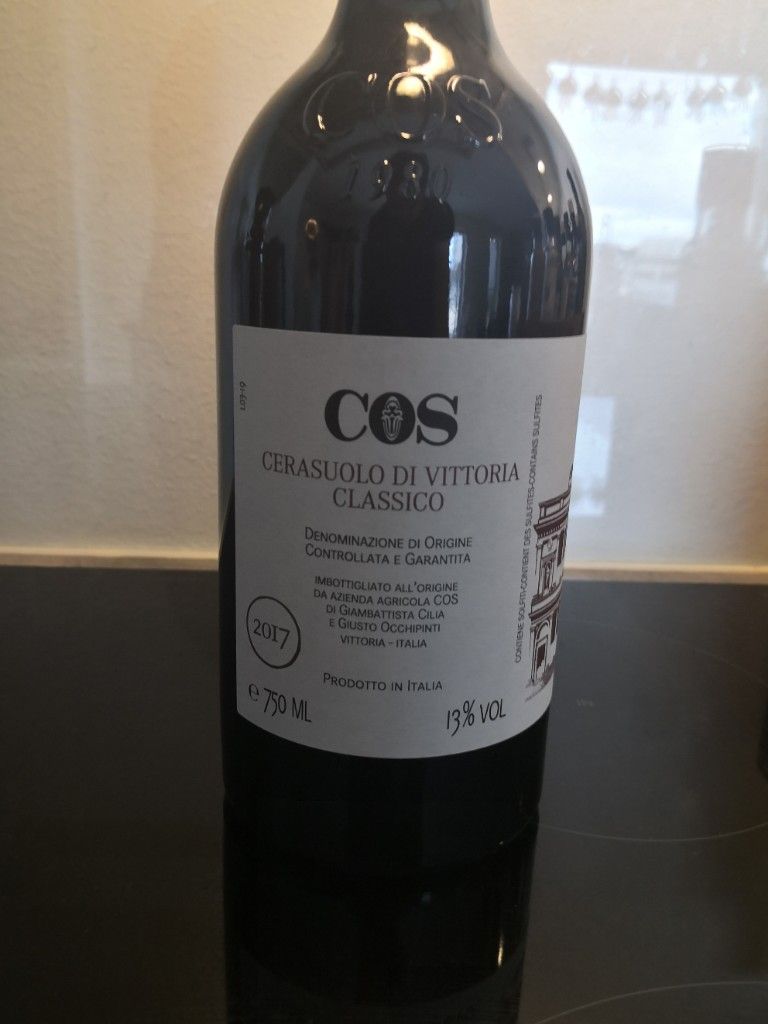 COS
1980
L03-19
COS
CERASUOLO DI VITTORIA
CLASSICO
DENOMINAZIONE DI ORIGINE
CONTROLLATA E GARANTITA
IMBOTTIGLIATO ALL'ORIGINE
DA AZIENDA AGRICOLA COS
DI GIAMBATTISTA CILIA
E GIUSTO OCCHIPINTI
VITTORIA - ITALIA
2017
PRODOTTO IN ITALIA
e 750 ML
13% VOL
CONTIENE SOLFITI-CONTIENT DES SULFITES-CONTAINS SULFITES